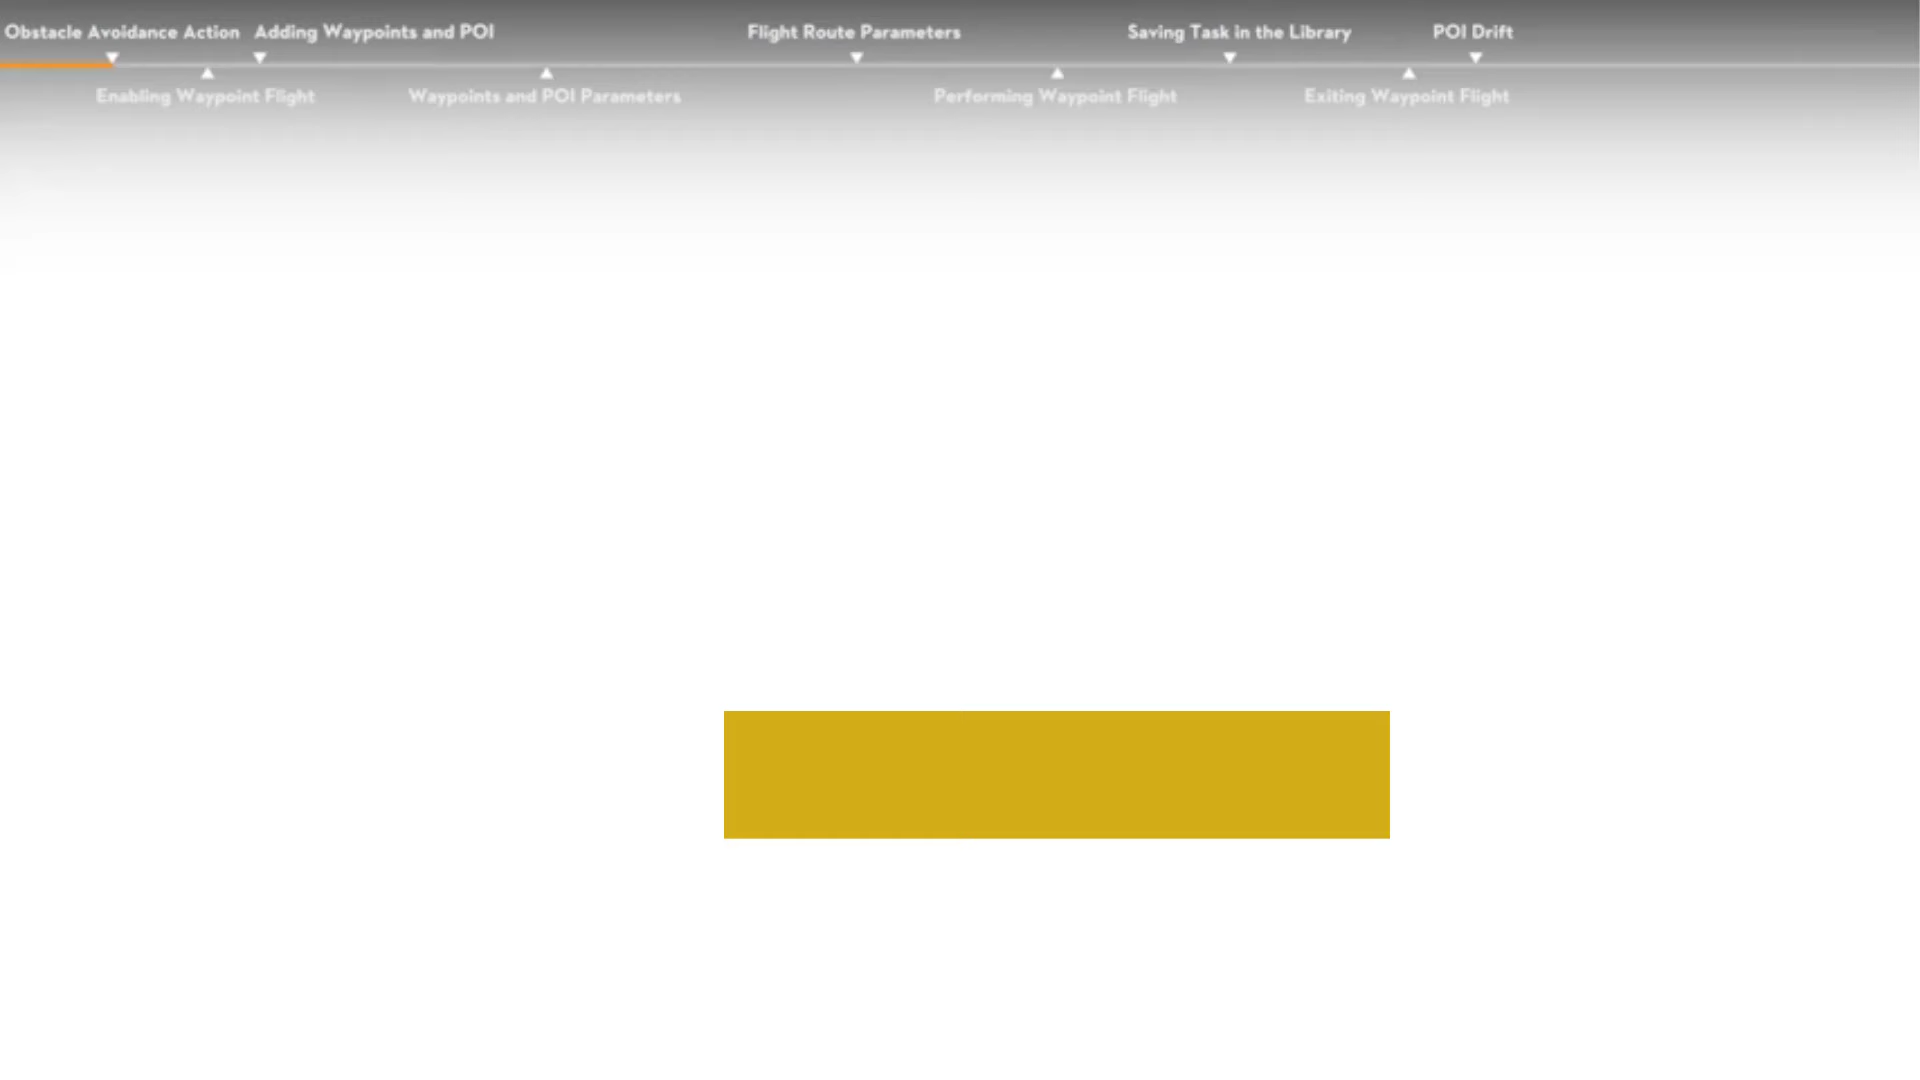 Obstacle Avoidance Action Adding Waypoints and POI Flight Route Parameters Saving Task in the Library POI Drift
Enabling Waypoint Flight Waypoints and POI Parameters Performing Waypoint Flight Exiting Waypoint Flight